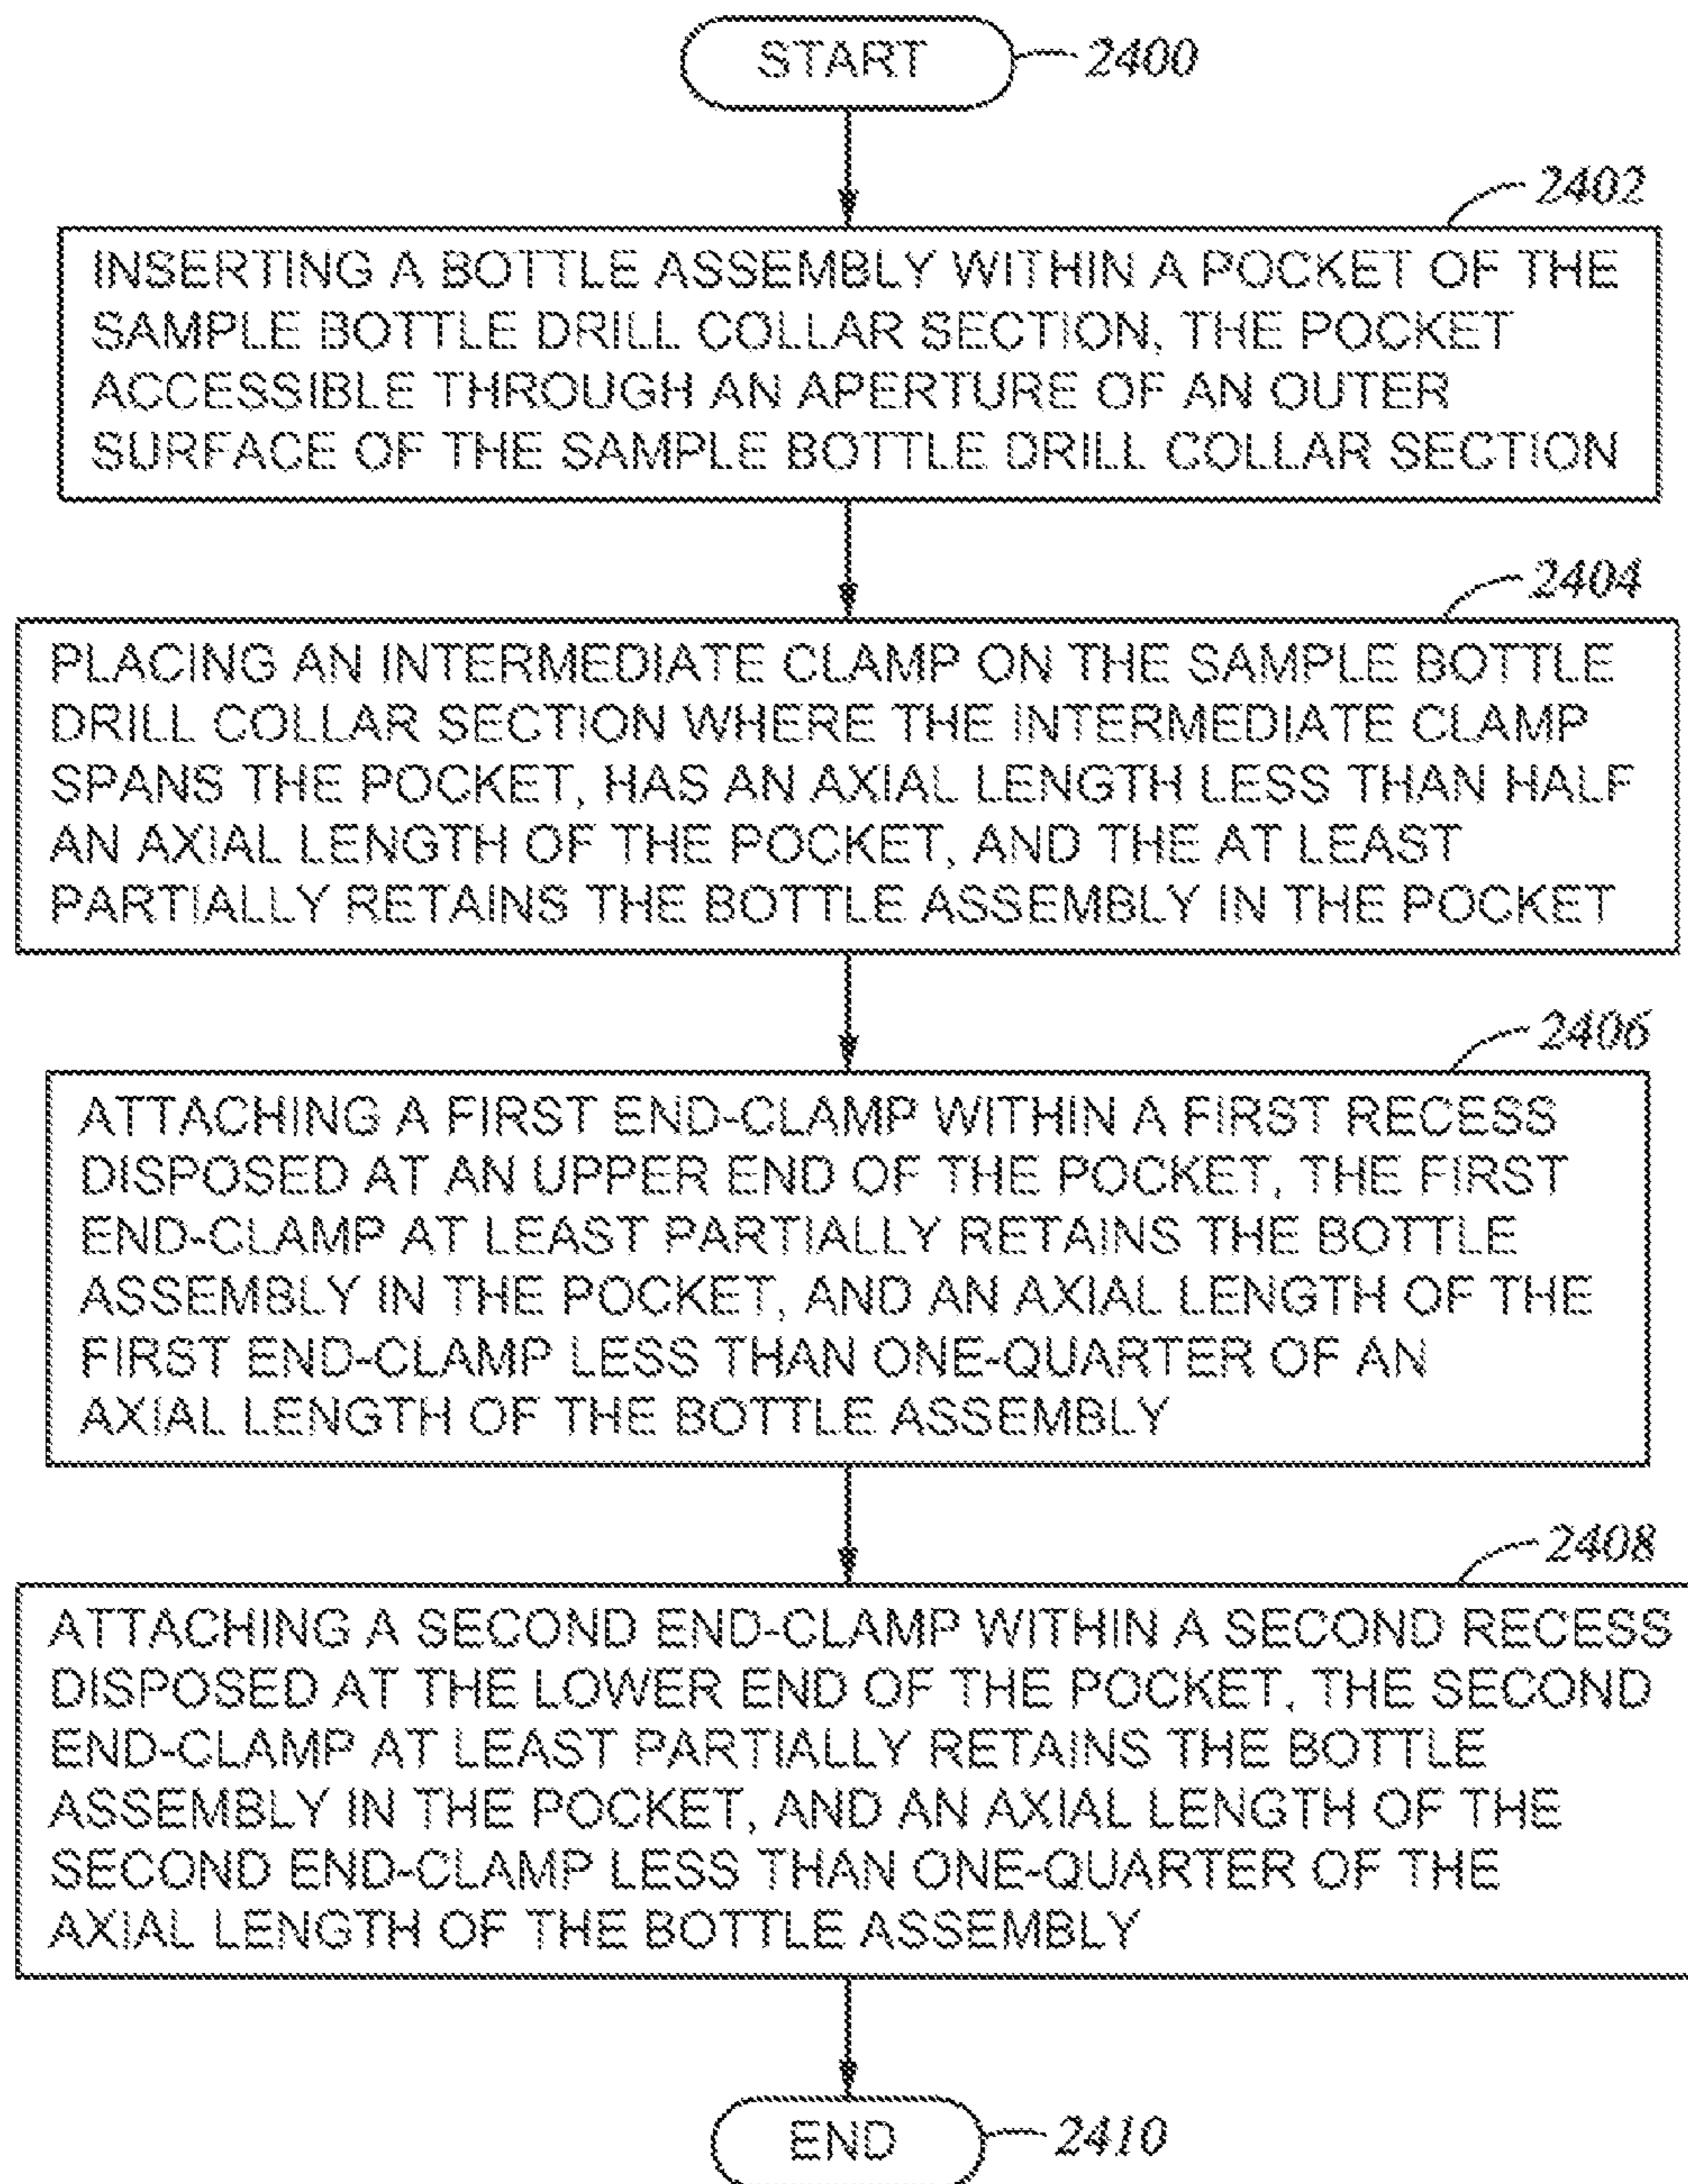 START
2400
2402
INSERTING A BOTTLE ASSEMBLY WITHIN A POCKET OF THE
SAMPLE BOTTLE DRILL COLLAR SECTION, THE POCKET
ACCESSIBLE THROUGH AN APERTURE OF AN OUTER
SURFACE OF THE SAMPLE BOTTLE DRILL COLLAR SECTION
2404
PLACING AN INTERMEDIATE CLAMP ON THE SAMPLE BOTTLE
DRILL COLLAR SECTION WHERE THE INTERMEDIATE CLAMP
SPANS THE POCKET, HAS AN AXIAL LENGTH LESS THAN HALF
AN AXIAL LENGTH OF THE POCKET, AND THE AT LEAST
PARTIALLY RETAINS THE BOTTLE ASSEMBLY IN THE POCKET
2406
ATTACHING A FIRST END-CLAMP WITHIN A FIRST RECESS
DISPOSED AT AN UPPER END OF THE POCKET, THE FIRST
END-CLAMP AT LEAST PARTIALLY RETAINS THE BOTTLE
ASSEMBLY IN THE POCKET, AND AN AXIAL LENGTH OF THE
FIRST END-CLAMP LESS THAN ONE-QUARTER OF AN
AXIAL LENGTH OF THE BOTTLE ASSEMBLY
2408
ATTACHING A SECOND END-CLAMP WITHIN A SECOND RECESS
DISPOSED AT THE LOWER END OF THE POCKET, THE SECOND
END-CLAMP AT LEAST PARTIALLY RETAINS THE BOTTLE
ASSEMBLY IN THE POCKET, AND AN AXIAL LENGTH OF THE
SECOND END-CLAMP LESS THAN ONE-QUARTER OF THE
AXIAL LENGTH OF THE BOTTLE ASSEMBLY
END
2410